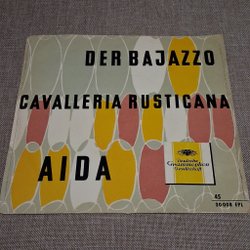 DER BAJAZZO
CAVALLERIA RUSTICANA
AIDA
Deutsche
Grammophon
Gesellschaft
45